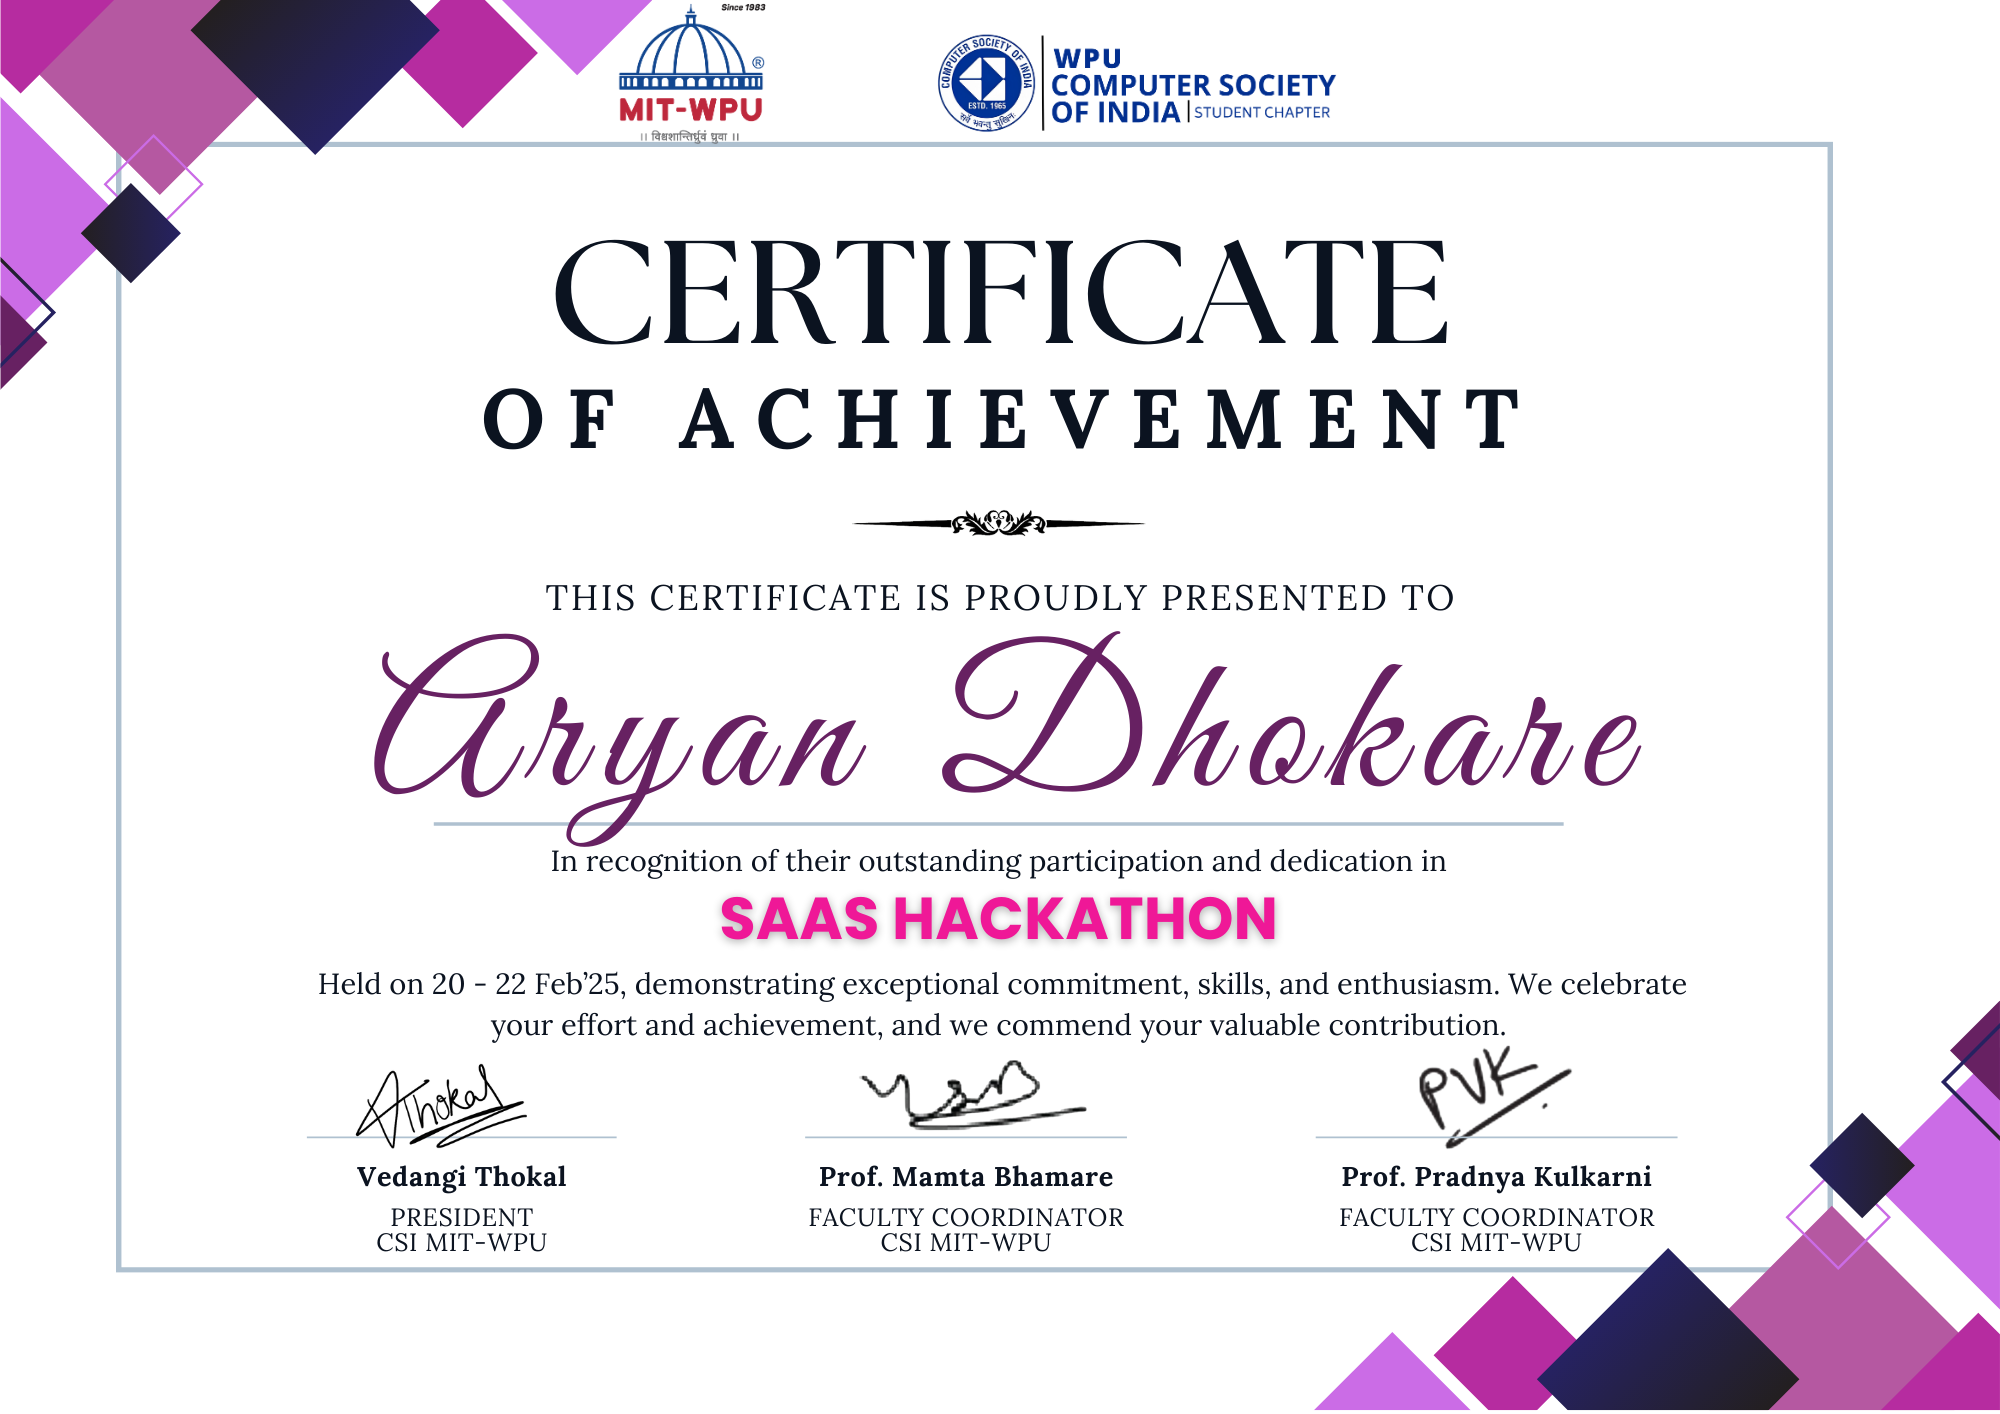 Since 1983
®
MIT-WPU
।। विश्वशान्तिर्ध्रुवं ध्रुवा ।।
COMPUTER SOCIETY OF INDIA
ESTD. 1965
सर्वे भवन्तु सुखिनः
WPU
COMPUTER SOCIETY
OF INDIA | STUDENT CHAPTER
CERTIFICATE
OF ACHIEVEMENT
THIS CERTIFICATE IS PROUDLY PRESENTED TO
Aryan Dhokare
In recognition of their outstanding participation and dedication in
SAAS HACKATHON
Held on 20 - 22 Feb’25, demonstrating exceptional commitment, skills, and enthusiasm. We celebrate
your effort and achievement, and we commend your valuable contribution.
AThokal
PVK
Vedangi Thokal
PRESIDENT
CSI MIT-WPU
Prof. Mamta Bhamare
FACULTY COORDINATOR
CSI MIT-WPU
Prof. Pradnya Kulkarni
FACULTY COORDINATOR
CSI MIT-WPU